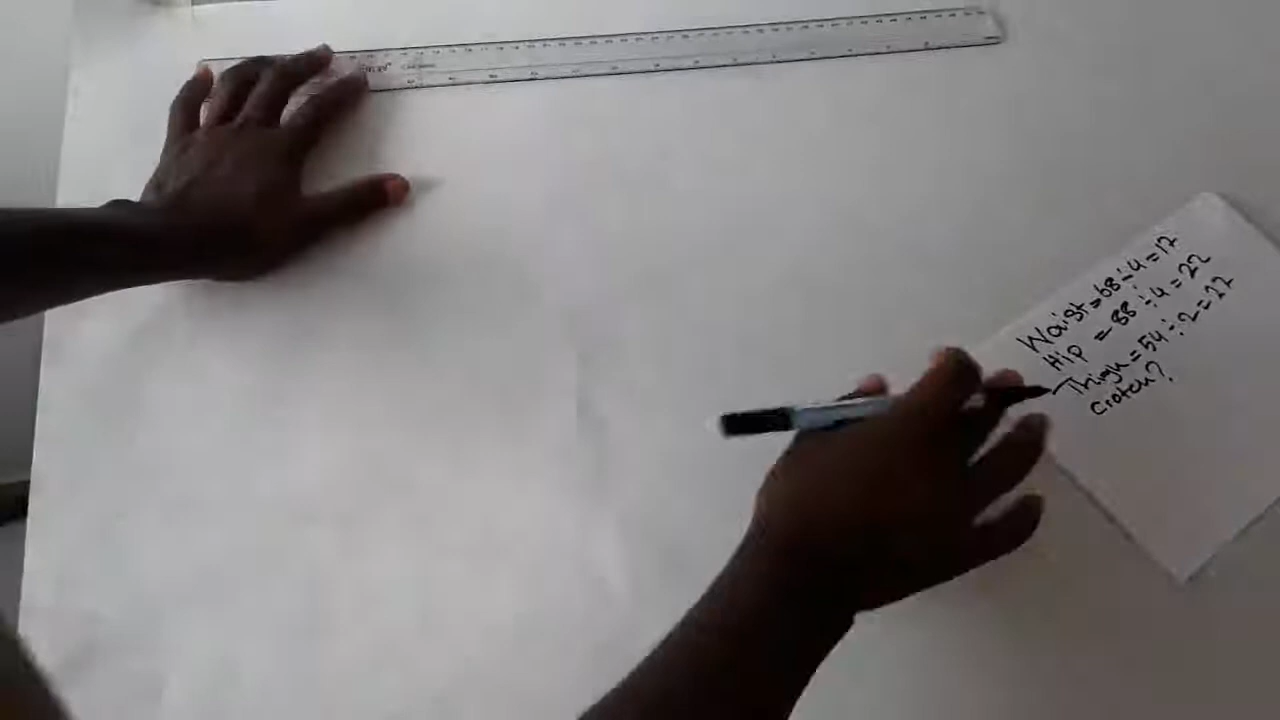 Waist=68÷4=17
Hip = 88÷4=22
Thigh=54÷2=27
Crotch?